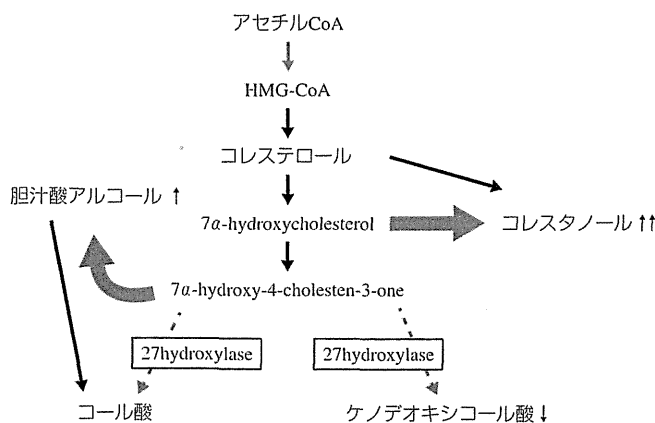 アセチルCoA
HMG-CoA
コレステロール
胆汁酸アルコール↑
7α-hydroxycholesterol
コレスタノール↑↑
7α-hydroxy-4-cholesten-3-one
27hydroxylase
27hydroxylase
コール酸
ケノデオキシコール酸↓